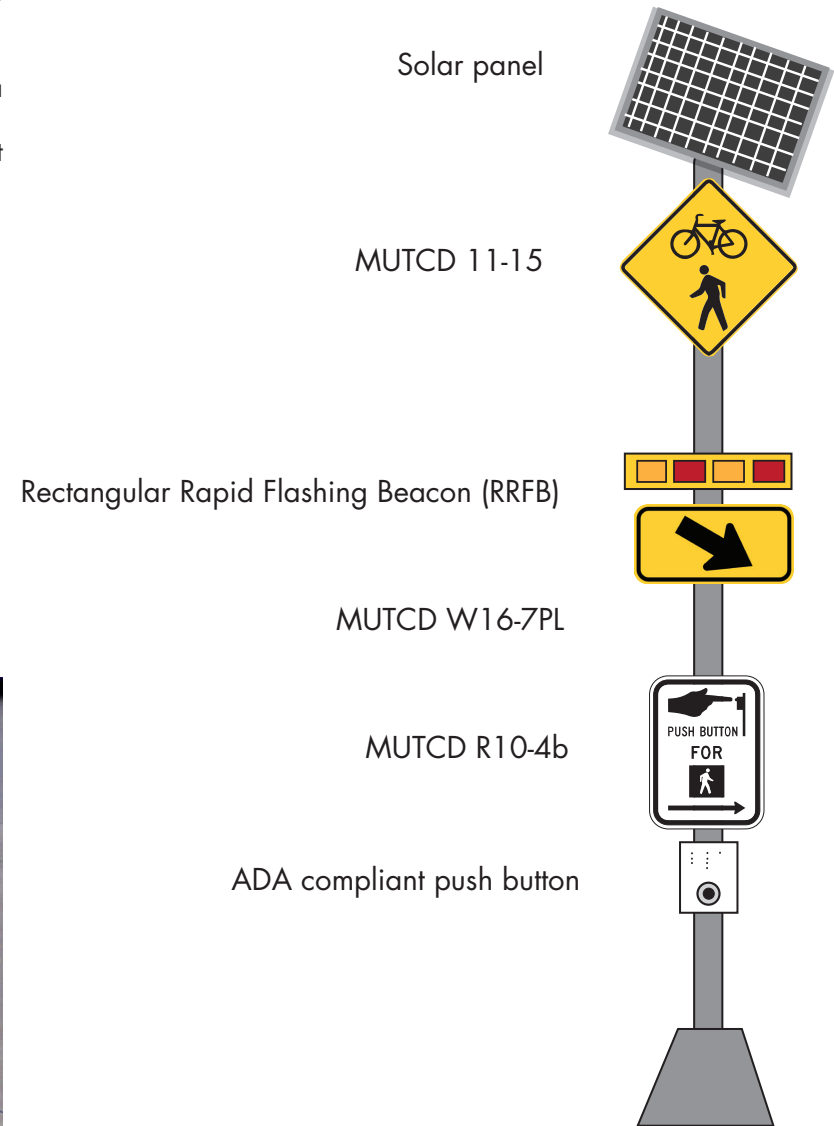 Solar panel
MUTCD 11-15
Rectangular Rapid Flashing Beacon (RRFB)
MUTCD W16-7PL
PUSH BUTTON
FOR
MUTCD R10-4b
ADA compliant push button